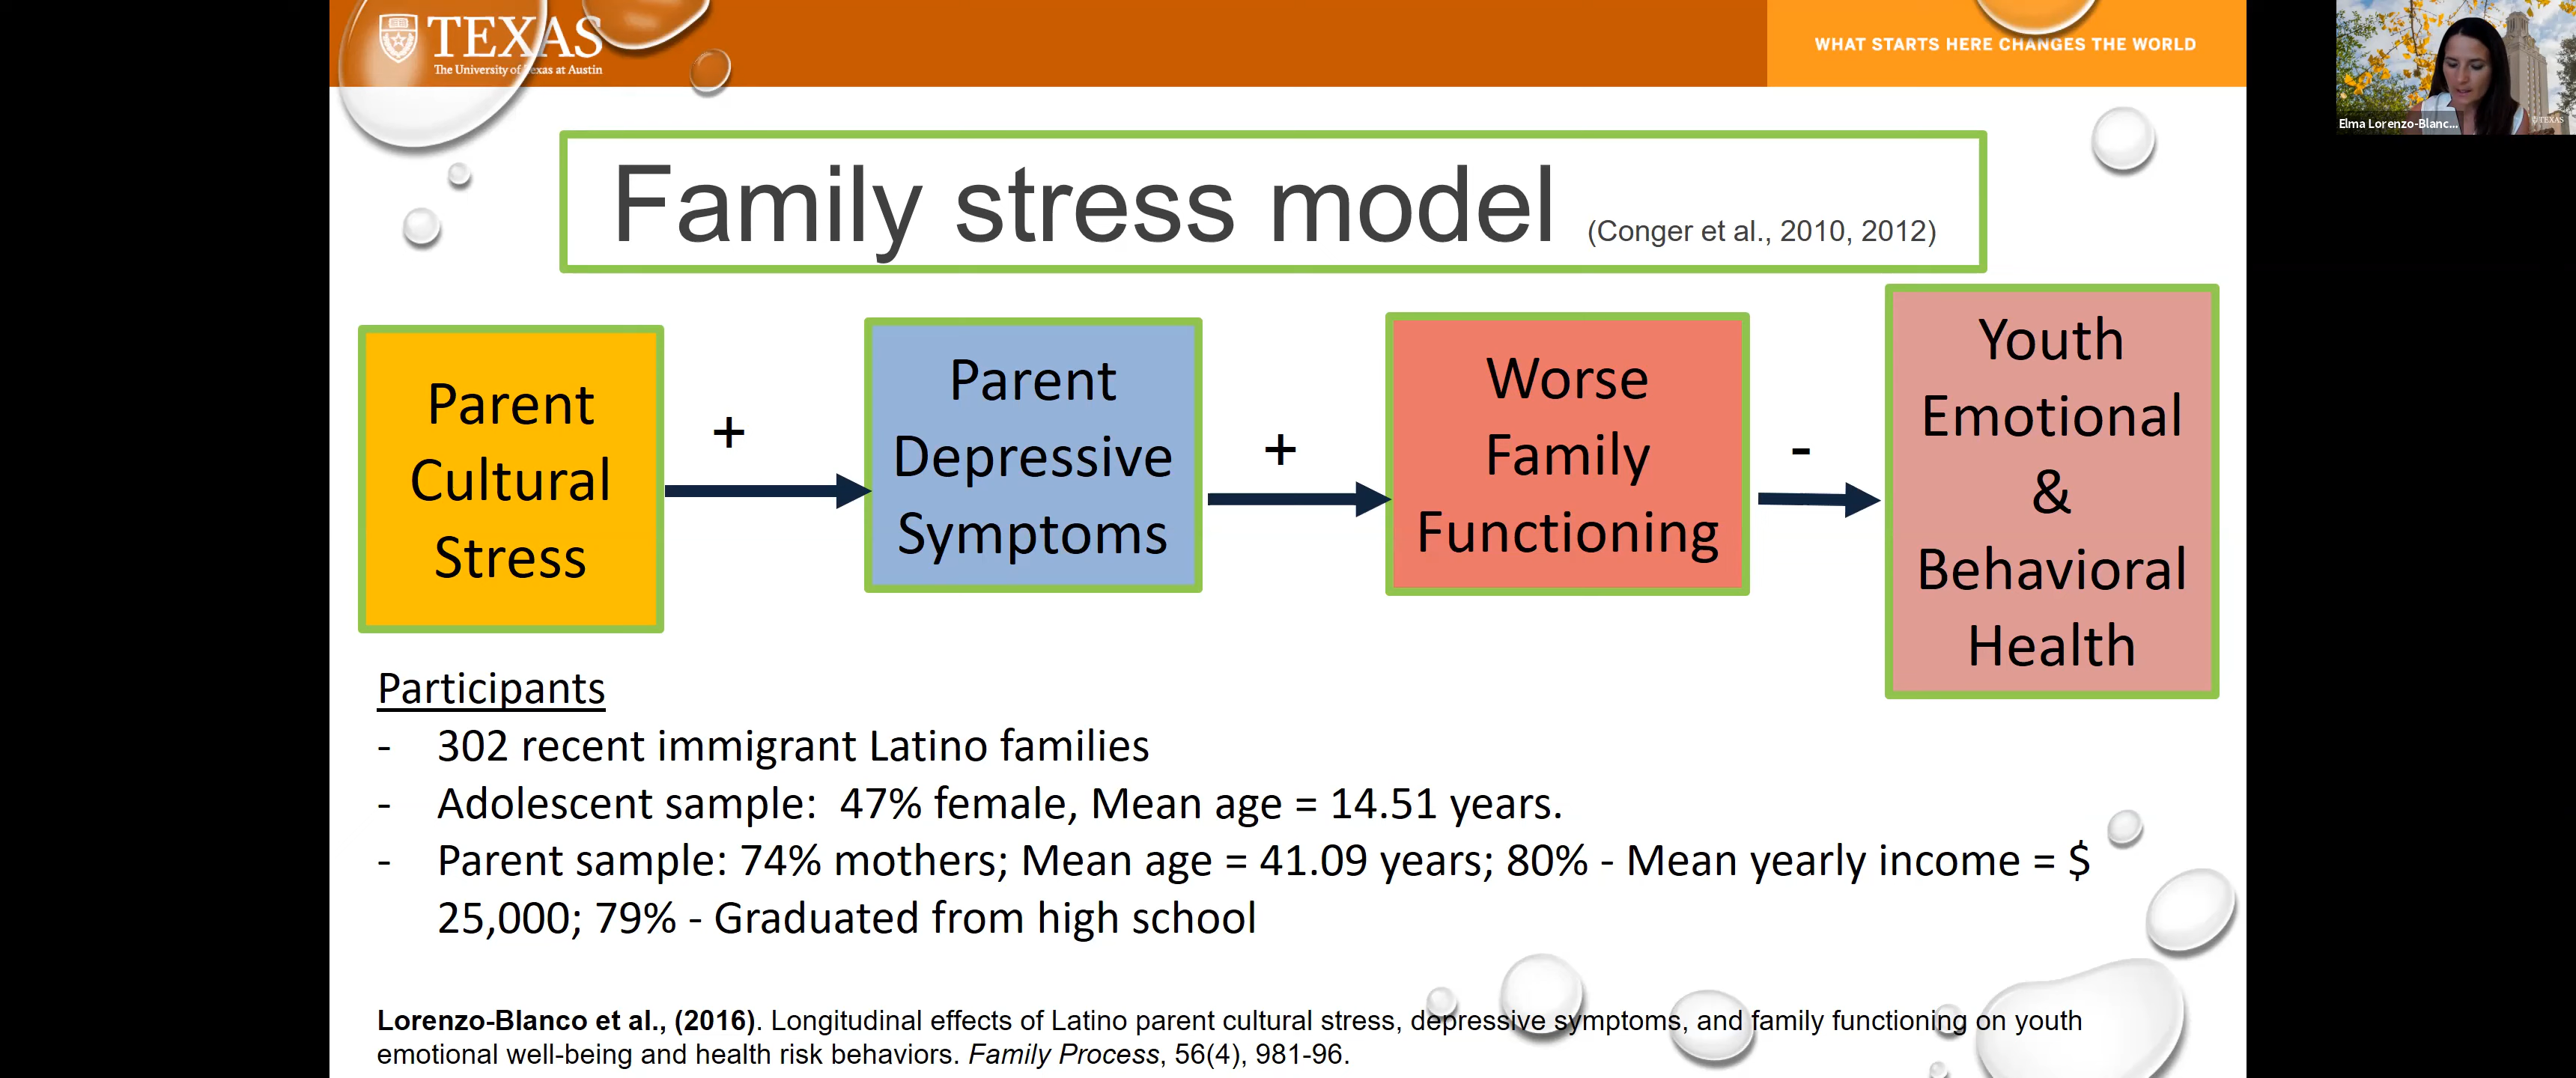 TEXAS
The University of Texas at Austin
WHAT STARTS HERE CHANGES THE WORLD
Elma Lorenzo-Blanc...
TEXAS
Family stress model (Conger et al., 2010, 2012)
Parent
Cultural
Stress
+
Parent
Depressive
Symptoms
+
Worse
Family
Functioning
-
Youth
Emotional
&
Behavioral
Health
Participants
- 302 recent immigrant Latino families
- Adolescent sample: 47% female, Mean age = 14.51 years.
- Parent sample: 74% mothers; Mean age = 41.09 years; 80% - Mean yearly income = $
25,000; 79% - Graduated from high school
Lorenzo-Blanco et al., (2016). Longitudinal effects of Latino parent cultural stress, depressive symptoms, and family functioning on youth
emotional well-being and health risk behaviors. Family Process, 56(4), 981-96.